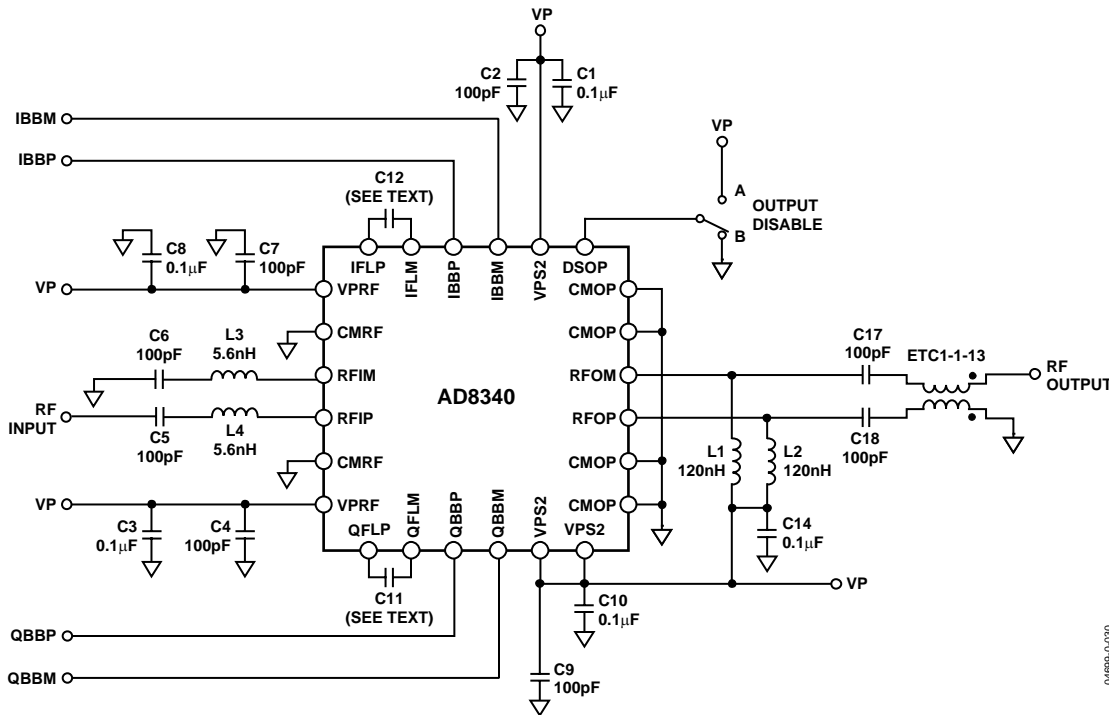 VP
C2
100pF
C1
0.1µF
IBBM
IBBP
VP
A
OUTPUT
DISABLE
B
C12
(SEE TEXT)
C8
0.1µF
C7
100pF
VP
IFLP
IFLM
IBBP
IBBM
VPS2
DSOP
VPRF
CMRF
RFIM
RFIP
CMRF
VPRF
AD8340
CMOP
CMOP
RFOM
RFOP
CMOP
CMOP
C6
100pF
L3
5.6nH
RF
INPUT
C5
100pF
L4
5.6nH
C17
100pF
ETC1-1-13
RF
OUTPUT
C18
100pF
L1
120nH
L2
120nH
VP
C3
0.1µF
C4
100pF
QFLP
QFLM
QBBP
QBBM
VPS2
VPS2
C14
0.1µF
VP
C11
(SEE TEXT)
C10
0.1µF
QBBP
QBBM
C9
100pF
04699-0-030